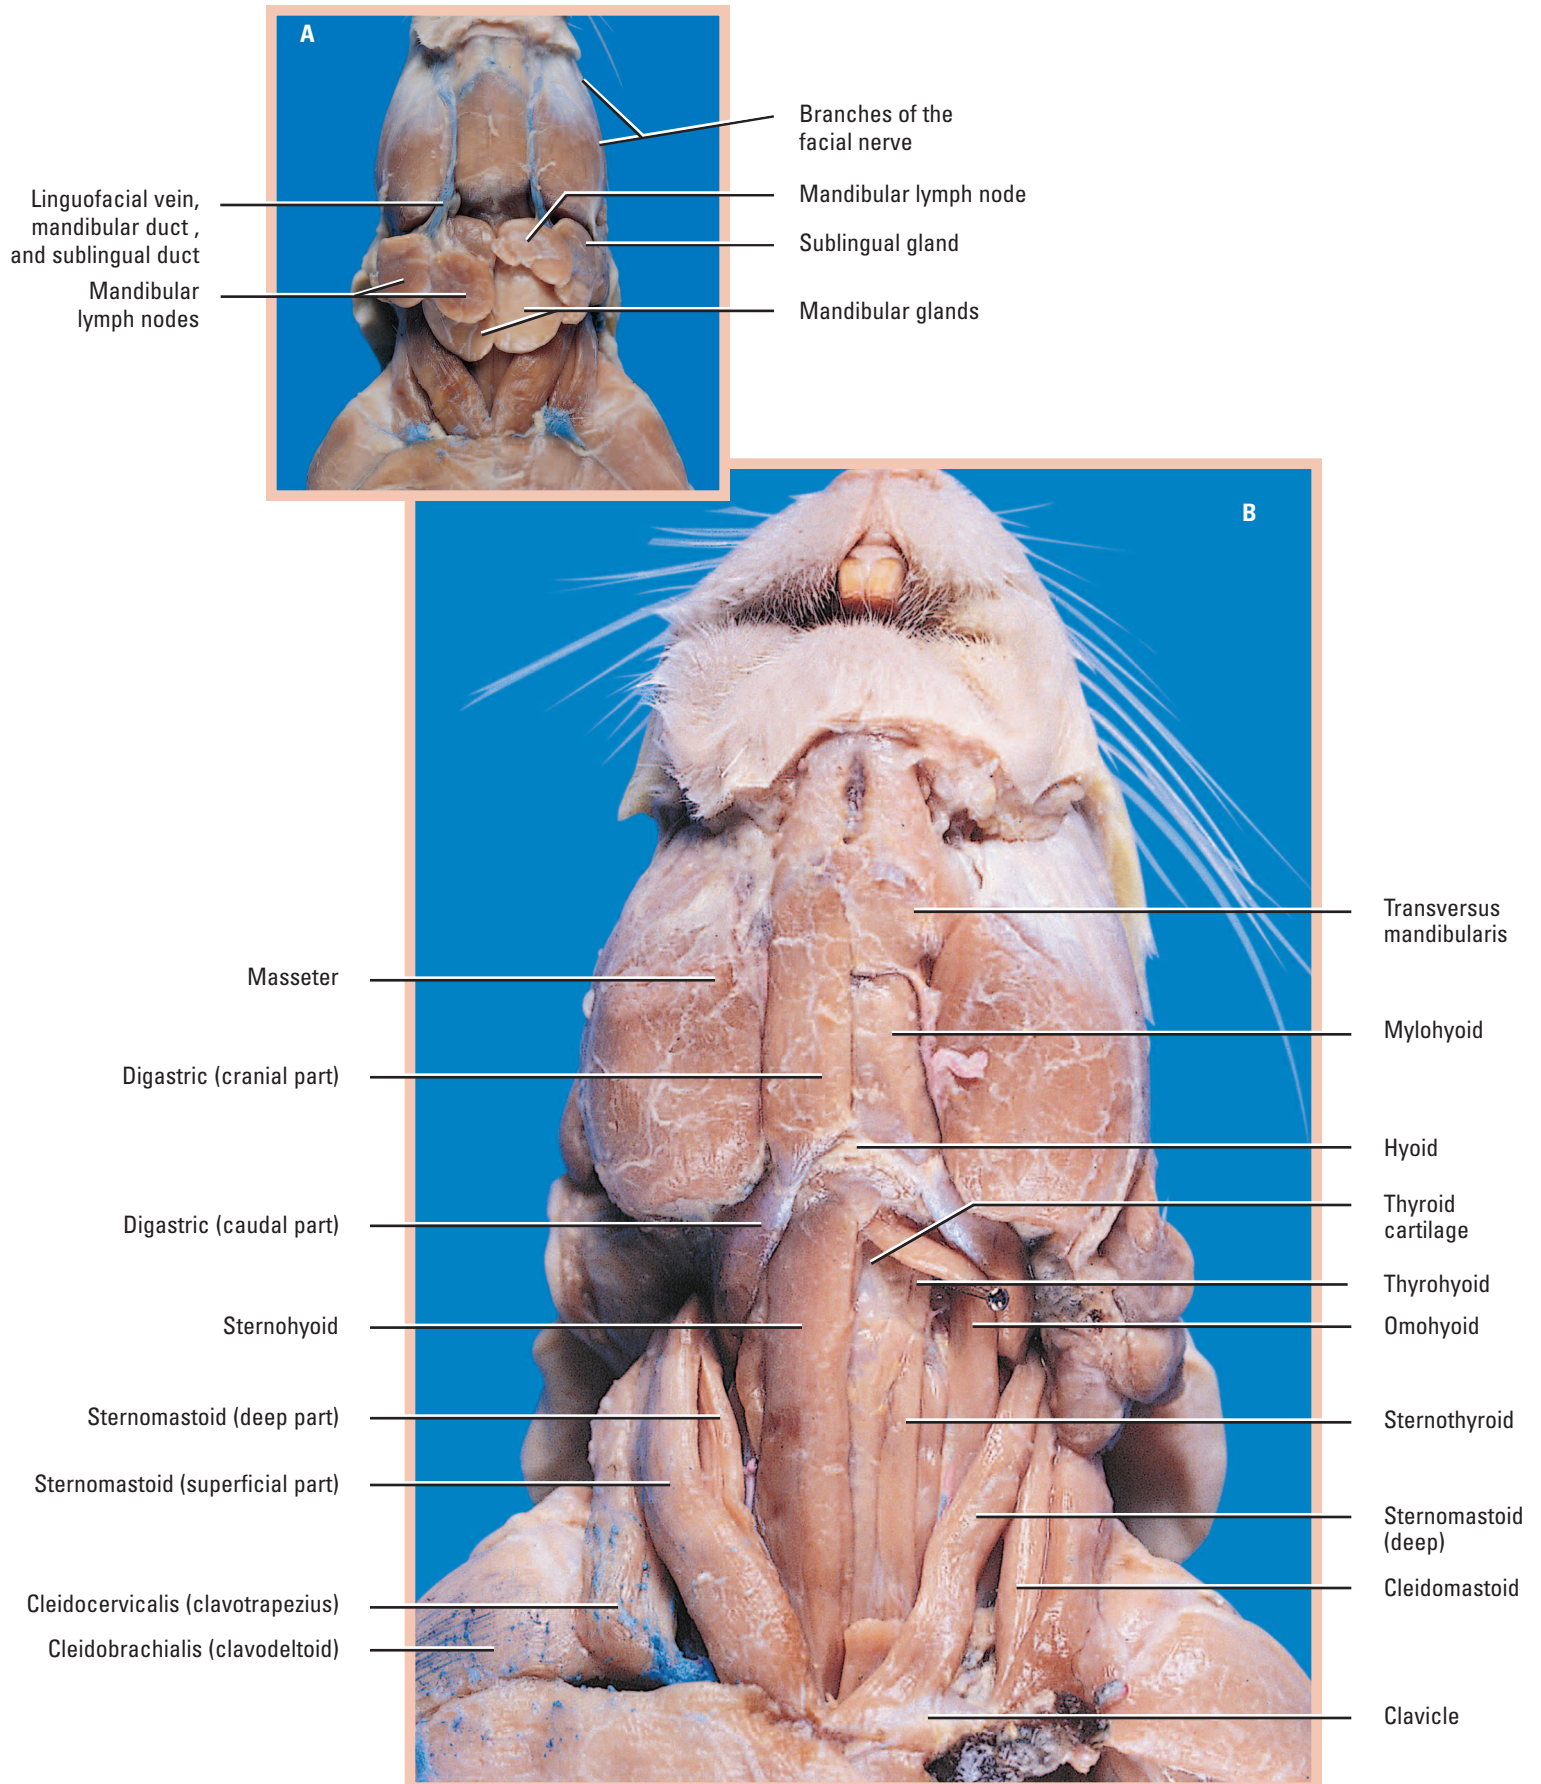 A
Branches of the
facial nerve
Linguofacial vein,
mandibular duct ,
and sublingual duct
Mandibular
lymph nodes
Mandibular lymph node
Sublingual gland
Mandibular glands
B
Masseter
Digastric (cranial part)
Digastric (caudal part)
Sternohyoid
Sternomastoid (deep part)
Sternomastoid (superficial part)
Cleidocervicalis (clavotrapezius)
Cleidobrachialis (clavodeltoid)
Transversus
mandibularis
Mylohyoid
Hyoid
Thyroid
cartilage
Thyrohyoid
Omohyoid
Sternothyroid
Sternomastoid
(deep)
Cleidomastoid
Clavicle